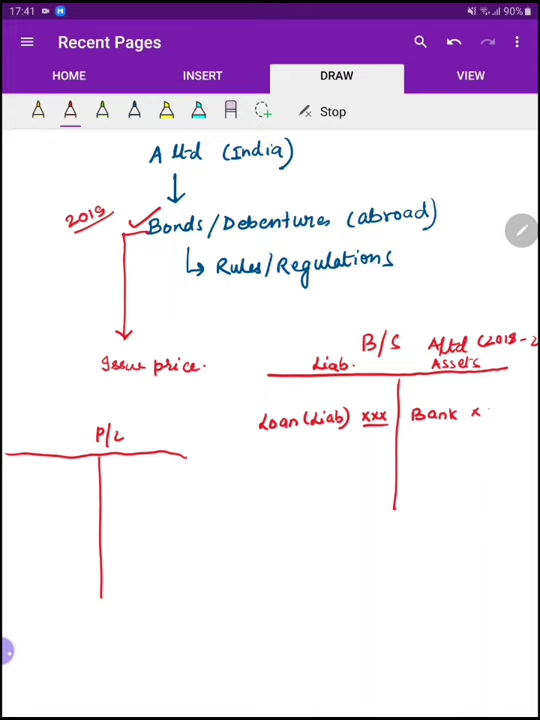 17:41 90%
Recent Pages
HOME INSERT DRAW VIEW
Stop
A Ltd (India)
2019
Bonds/Debentures (abroad)
Rules/Regulations
Issue price.
B/S A Ltd (2018-2
Liab. Assets
Loan (Liab) xxx Bank x
P/L